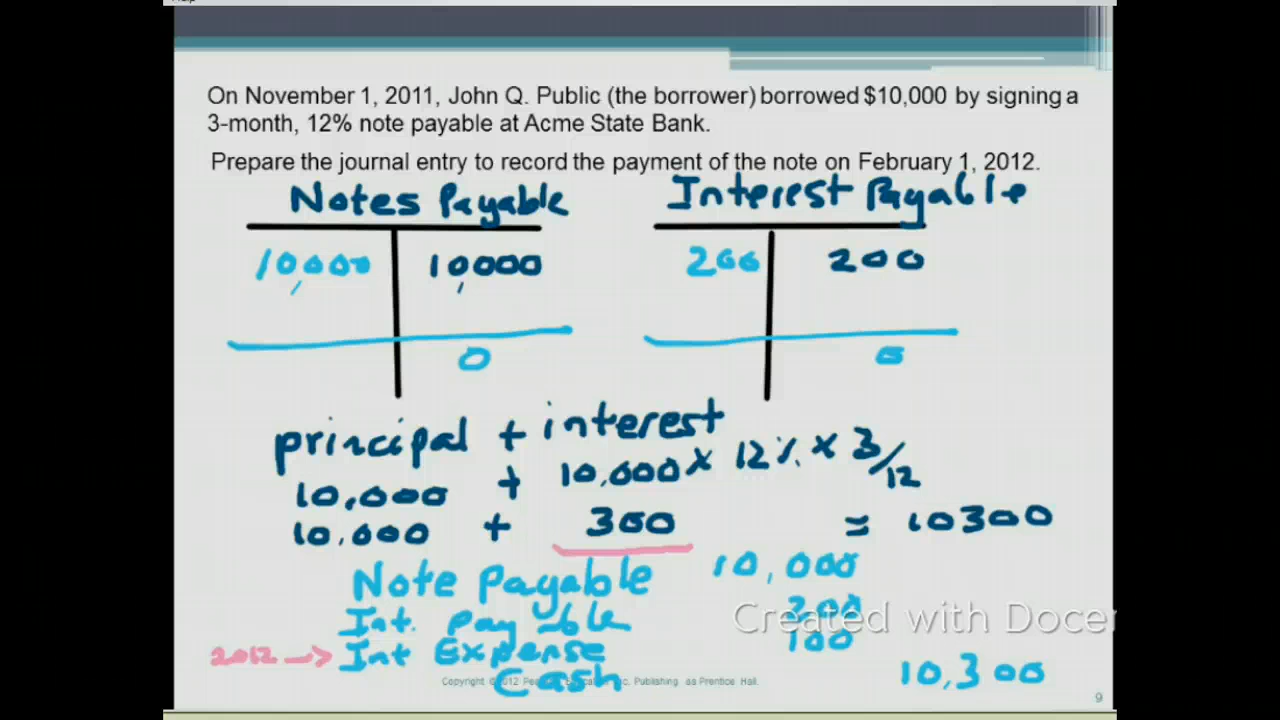 On November 1, 2011, John Q. Public (the borrower) borrowed $10,000 by signing a
3-month, 12% note payable at Acme State Bank.
Prepare the journal entry to record the payment of the note on February 1, 2012.
Notes Payable
10,000 10,000
0
Interest Payable
200 200
0
principal + interest
10,000 + 10,000 x 12% x 3/12
10,000 + 300 = 10300
Note Payable 10,000
Int. Payable 200
2012 → Int Expense 100
Cash 10,300
Created with Docer
Copyright © 2012 Pearson Education, Inc. Publishing as Prentice Hall.
9